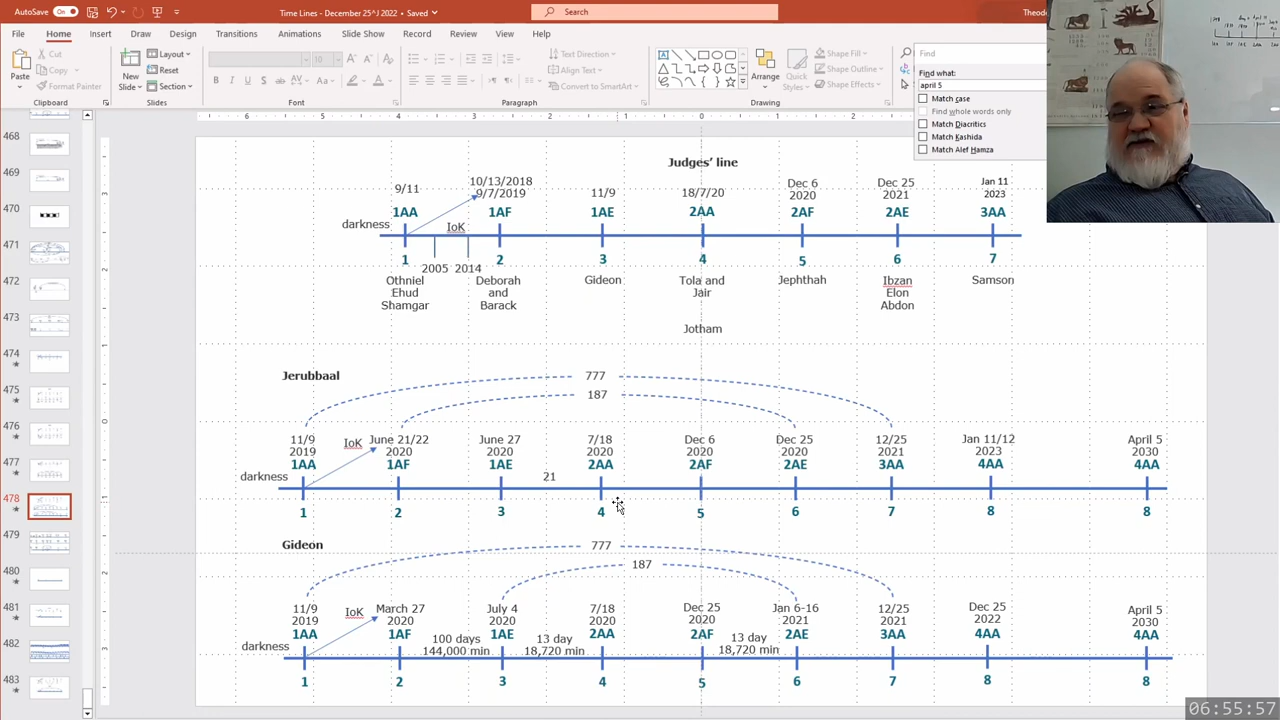 AutoSave On Time Lines - December 25^J 2022 • Saved Search Theodo
File Home Insert Draw Design Transitions Animations Slide Show Record Review View Help
Paste Cut Copy Format Painter Clipboard
New Slide Layout Reset Section Slides
Font
Text Direction Align Text Convert to SmartArt Paragraph
Arrange Quick Styles Shape Fill Shape Outline Shape Effects Drawing
Find
Find what:
april 5
Match case
Find whole words only
Match Diacritics
Match Kashida
Match Alef Hamza
468
469
470
471
472
473
474
475
476
477
478
479
480
481
482
483
Judges’ line
9/11 10/13/2018 9/7/2019 11/9 18/7/20 Dec 6 2020 Dec 25 2021 Jan 11 2023
1AA 1AF 1AE 2AA 2AF 2AE 3AA
darkness IoK
1 2 3 4 5 6 7
2005 2014
Othniel Ehud Shamgar
Deborah and Barack
Gideon
Tola and Jair
Jephthah
Ibzan Elon Abdon
Samson
Jotham
Jerubbaal
777
187
11/9 2019 IoK June 21/22 2020 June 27 2020 7/18 2020 Dec 6 2020 Dec 25 2020 12/25 2021 Jan 11/12 2023 April 5 2030
1AA 1AF 1AE 2AA 2AF 2AE 3AA 4AA 4AA
darkness 21
1 2 3 4 5 6 7 8 8
Gideon
777
187
11/9 2019 IoK March 27 2020 July 4 2020 7/18 2020 Dec 25 2020 Jan 6-16 2021 12/25 2021 Dec 25 2022 April 5 2030
1AA 1AF 1AE 2AA 2AF 2AE 3AA 4AA 4AA
darkness 100 days 144,000 min 13 day 18,720 min 13 day 18,720 min
1 2 3 4 5 6 7 8 8
06:55:57